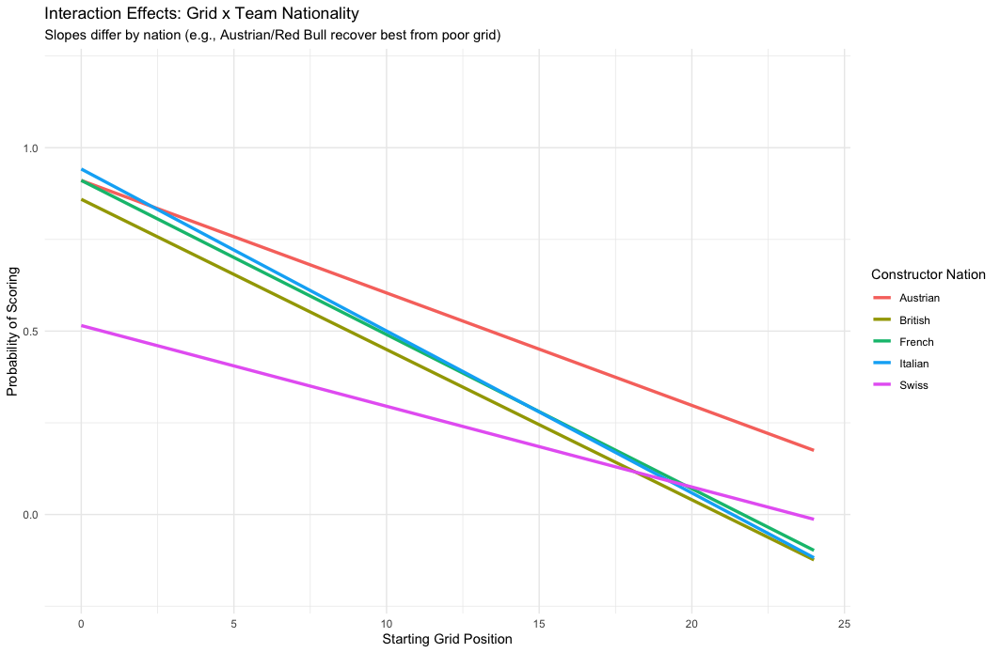 Interaction Effects: Grid x Team Nationality
Slopes differ by nation (e.g., Austrian/Red Bull recover best from poor grid)
Probability of Scoring
1.0
0.5
0.0
0
5
10
15
20
25
Starting Grid Position
Constructor Nation
Austrian
British
French
Italian
Swiss